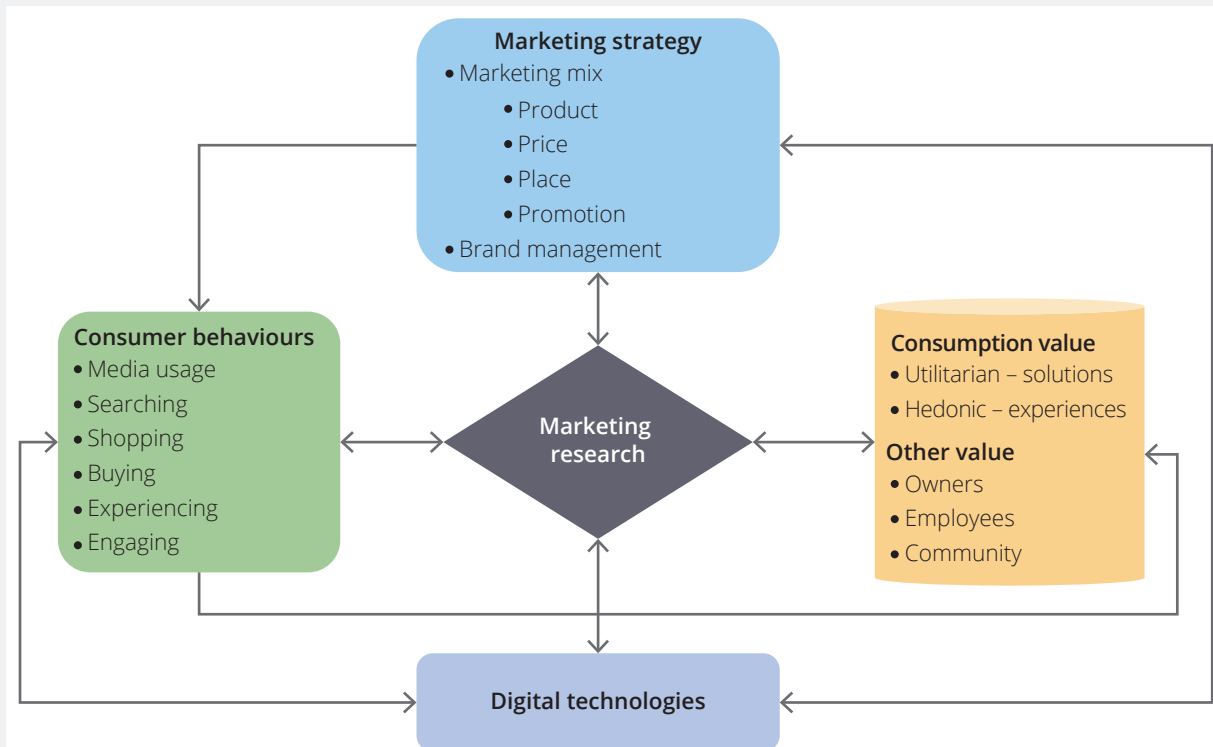 Marketing strategy
• Marketing mix
• Product
• Price
• Place
• Promotion
• Brand management
Consumer behaviours
• Media usage
• Searching
• Shopping
• Buying
• Experiencing
• Engaging
Marketing
research
Consumption value
• Utilitarian – solutions
• Hedonic – experiences
Other value
• Owners
• Employees
• Community
Digital technologies